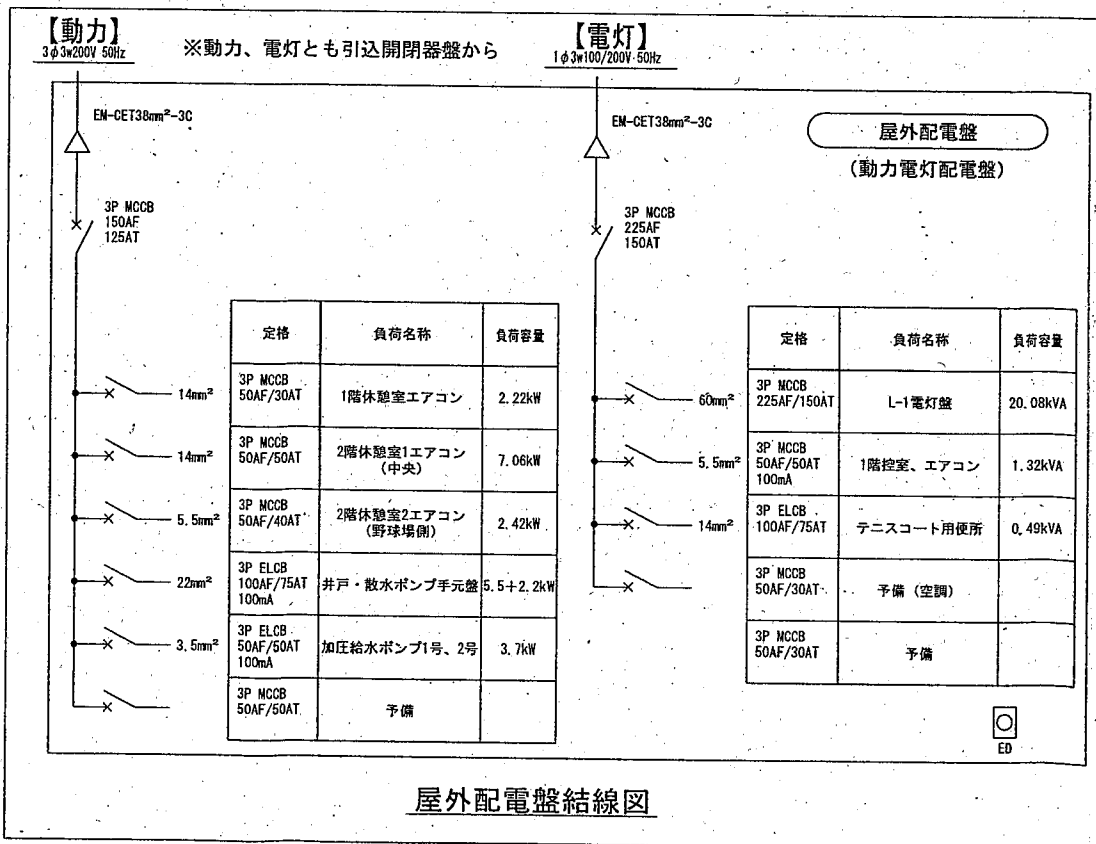 【動力】
3φ3w200V 50Hz
※動力、電灯とも引込開閉器盤から
【電灯】
1φ3w100/200V·50Hz
EM-CET38mm²-3C
EM-CET38mm²-3C
屋外配電盤
(動力電灯配電盤)
3P MCCB
150AF
125AT
3P MCCB
225AF
150AT
定格 負荷名称 負荷容量
14mm² 3P MCCB 50AF/30AT 1階休憩室エアコン 2.22kW
14mm² 3P MCCB 50AF/50AT 2階休憩室1エアコン (中央) 7.06kW
5.5mm² 3P MCCB 50AF/40AT 2階休憩室2エアコン (野球場側) 2.42kW
22mm² 3P ELCB 100AF/75AT 100mA 井戸・散水ポンプ手元盤 5.5+2.2kW
3.5mm² 3P ELCB 50AF/50AT 100mA 加圧給水ポンプ1号、2号 3.7kW
3P MCCB 50AF/50AT 予備
定格 負荷名称 負荷容量
60mm² 3P MCCB 225AF/150AT L-1電灯盤 20.08kVA
5.5mm² 3P MCCB 50AF/50AT 100mA 1階控室、エアコン 1.32kVA
14mm² 3P ELCB 100AF/75AT テニスコート用便所 0.49kVA
3P MCCB 50AF/30AT 予備（空調）
3P MCCB 50AF/30AT 予備
ED
屋外配電盤結線図